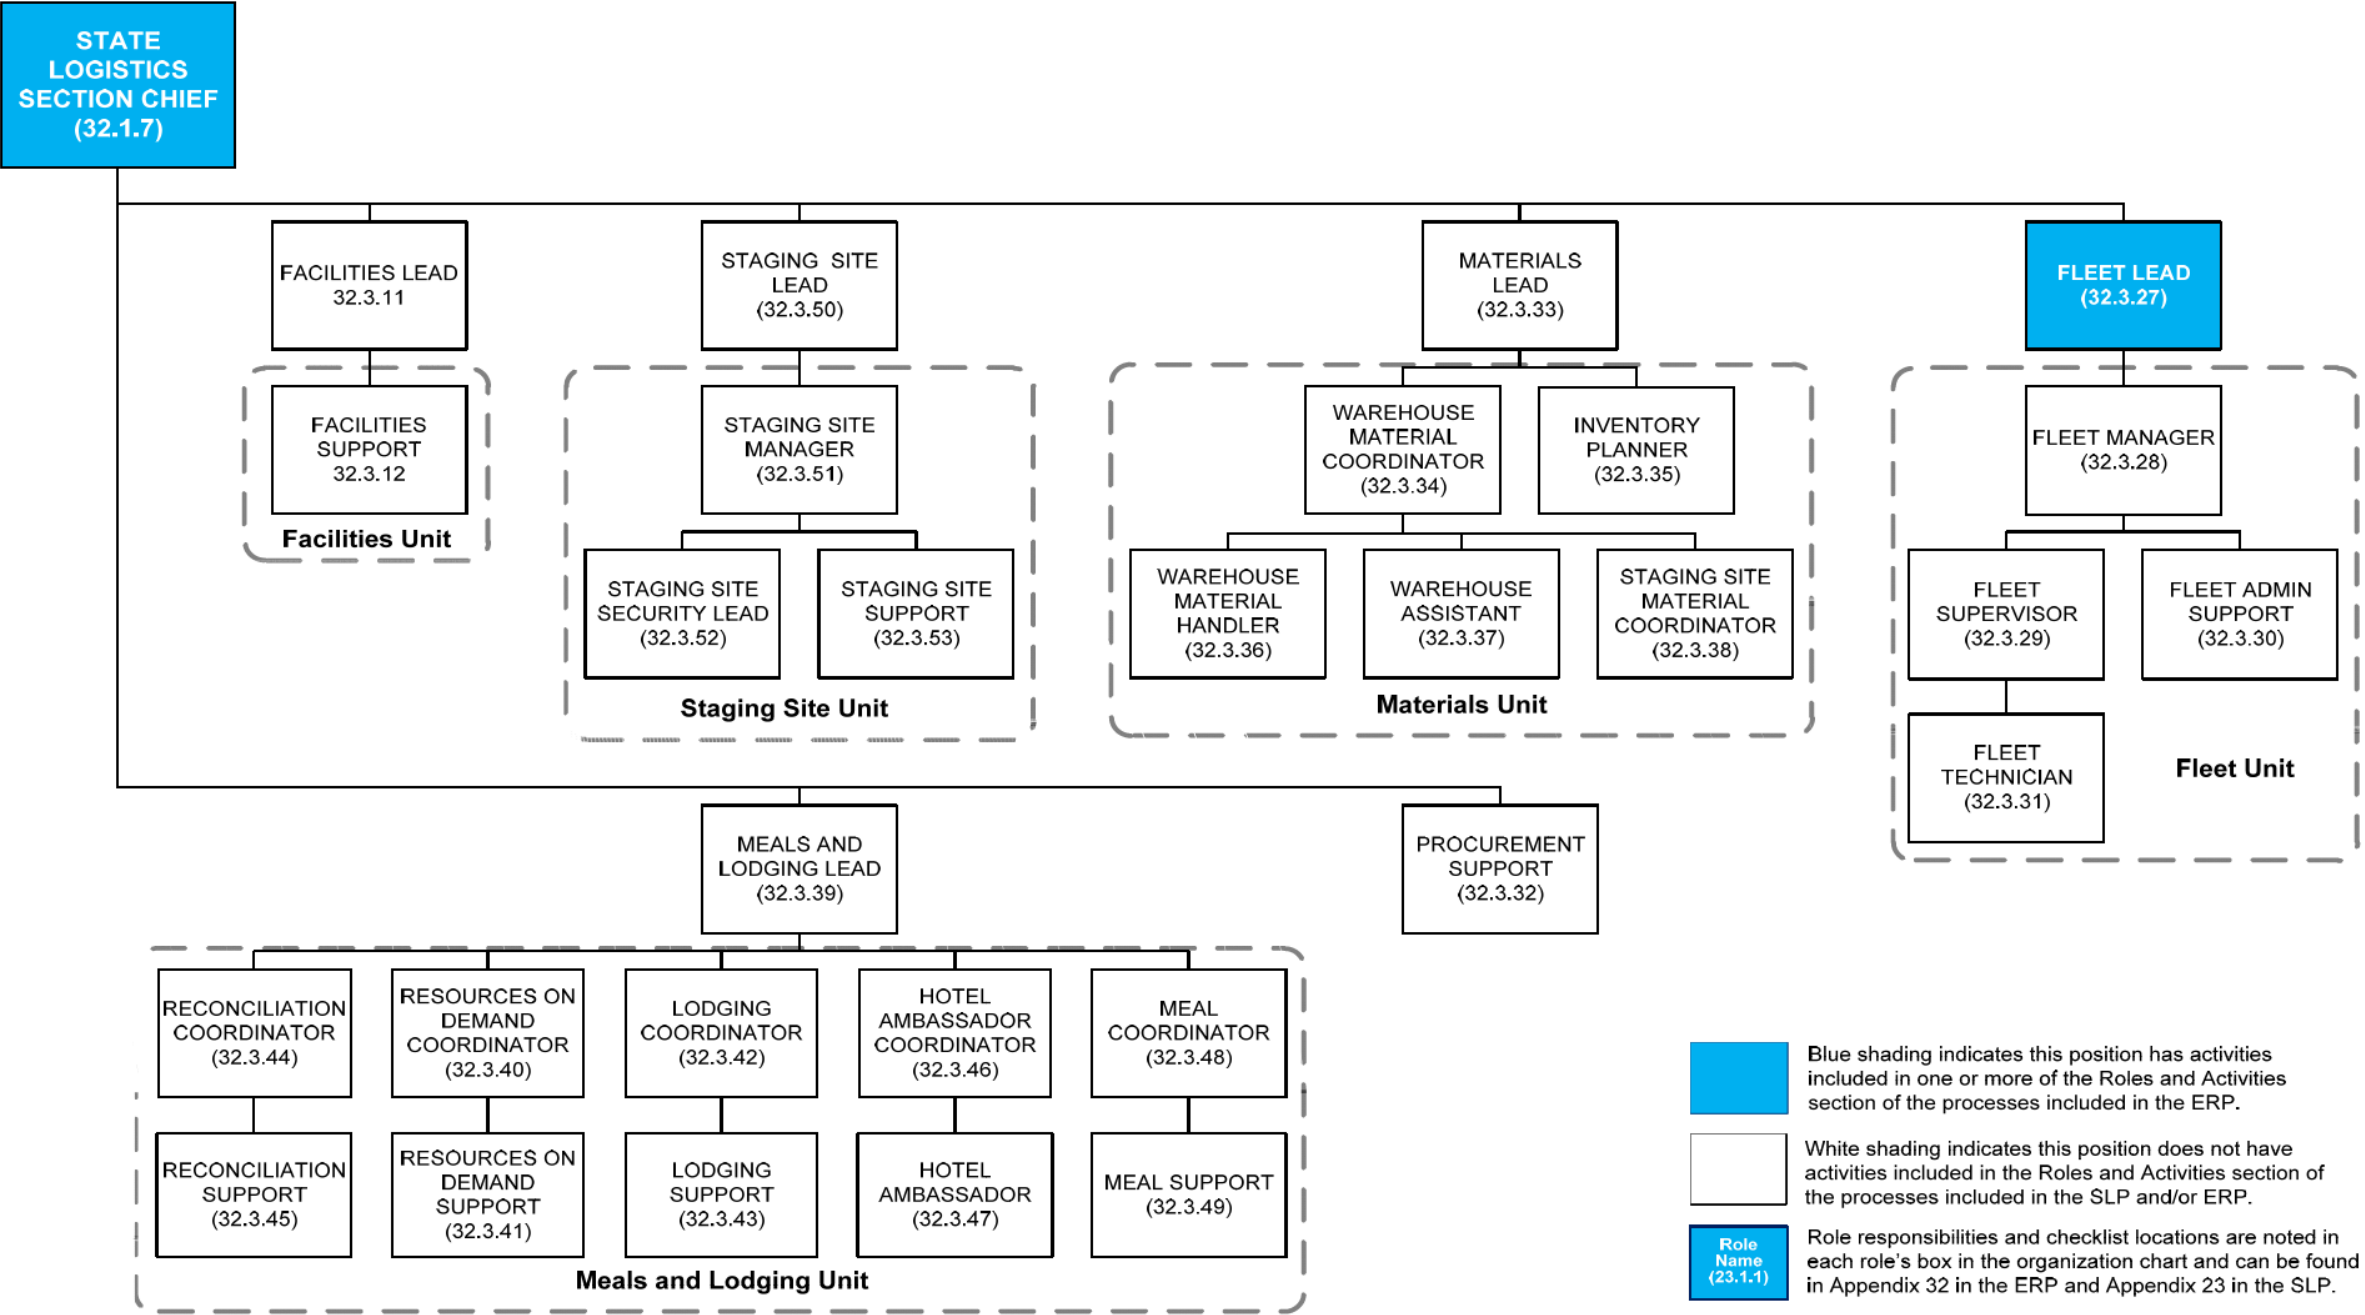 STATE
LOGISTICS
SECTION CHIEF
(32.1.7)
FACILITIES LEAD
32.3.11
STAGING SITE
LEAD
(32.3.50)
MATERIALS
LEAD
(32.3.33)
FLEET LEAD
(32.3.27)
FACILITIES
SUPPORT
32.3.12
Facilities Unit
STAGING SITE
MANAGER
(32.3.51)
STAGING SITE
SECURITY LEAD
(32.3.52)
STAGING SITE
SUPPORT
(32.3.53)
Staging Site Unit
WAREHOUSE
MATERIAL
COORDINATOR
(32.3.34)
INVENTORY
PLANNER
(32.3.35)
WAREHOUSE
MATERIAL
HANDLER
(32.3.36)
WAREHOUSE
ASSISTANT
(32.3.37)
STAGING SITE
MATERIAL
COORDINATOR
(32.3.38)
Materials Unit
FLEET MANAGER
(32.3.28)
FLEET
SUPERVISOR
(32.3.29)
FLEET ADMIN
SUPPORT
(32.3.30)
FLEET
TECHNICIAN
(32.3.31)
Fleet Unit
MEALS AND
LODGING LEAD
(32.3.39)
PROCUREMENT
SUPPORT
(32.3.32)
RECONCILIATION
COORDINATOR
(32.3.44)
RESOURCES ON
DEMAND
COORDINATOR
(32.3.40)
LODGING
COORDINATOR
(32.3.42)
HOTEL
AMBASSADOR
COORDINATOR
(32.3.46)
MEAL
COORDINATOR
(32.3.48)
RECONCILIATION
SUPPORT
(32.3.45)
RESOURCES ON
DEMAND
SUPPORT
(32.3.41)
LODGING
SUPPORT
(32.3.43)
HOTEL
AMBASSADOR
(32.3.47)
MEAL SUPPORT
(32.3.49)
Meals and Lodging Unit
Blue shading indicates this position has activities
included in one or more of the Roles and Activities
section of the processes included in the ERP.
White shading indicates this position does not have
activities included in the Roles and Activities section of
the processes included in the SLP and/or ERP.
Role
Name
(23.1.1)
Role responsibilities and checklist locations are noted in
each role's box in the organization chart and can be found
in Appendix 32 in the ERP and Appendix 23 in the SLP.